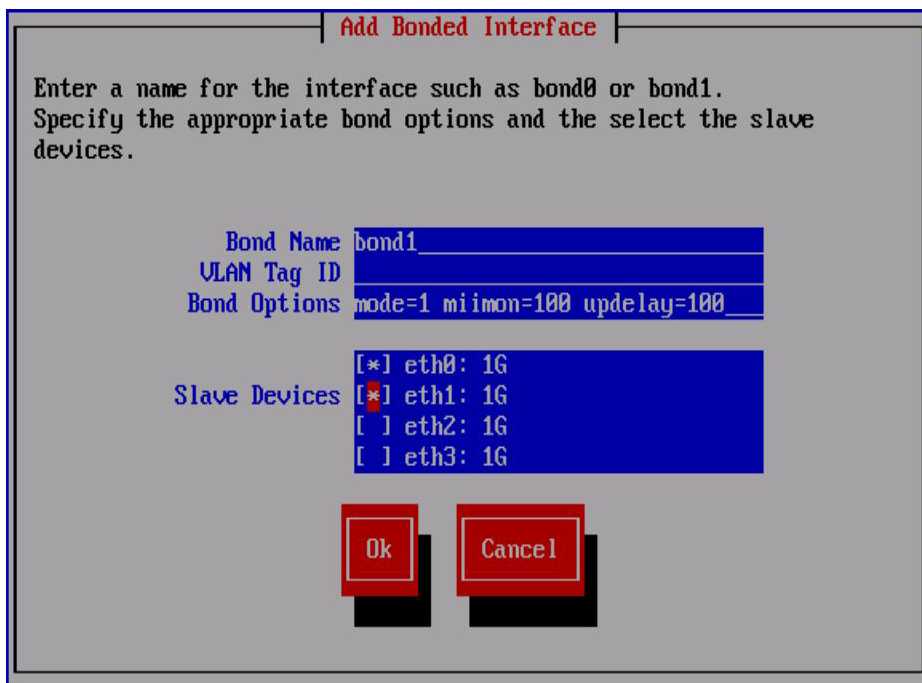 Add Bonded Interface
Enter a name for the interface such as bond0 or bond1.
Specify the appropriate bond options and the select the slave
devices.
Bond Name bond1
VLAN Tag ID
Bond Options mode=1 miimon=100 updelay=100
[*] eth0: 1G
Slave Devices [*] eth1: 1G
[ ] eth2: 1G
[ ] eth3: 1G
Ok Cancel